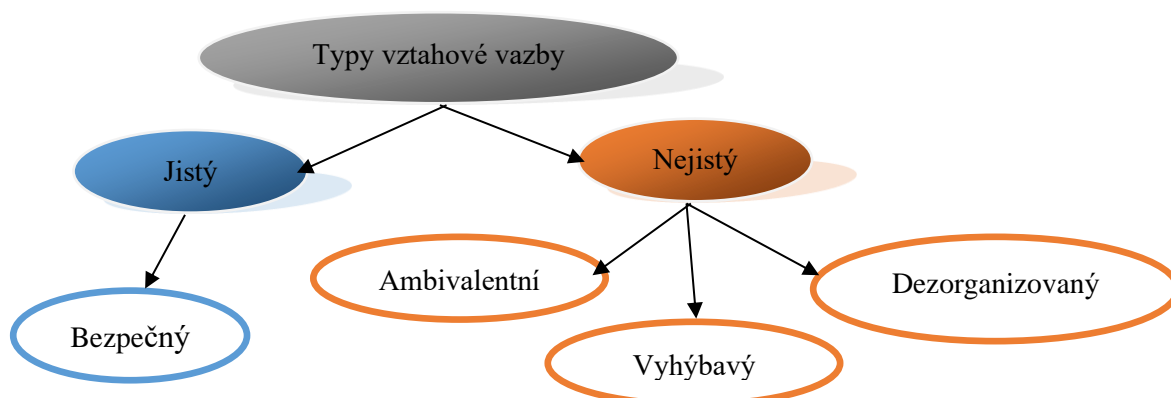 Typy vztahové vazby
Jistý
Nejistý
Ambivalentní
Dezorganizovaný
Bezpečný
Vyhýbavý